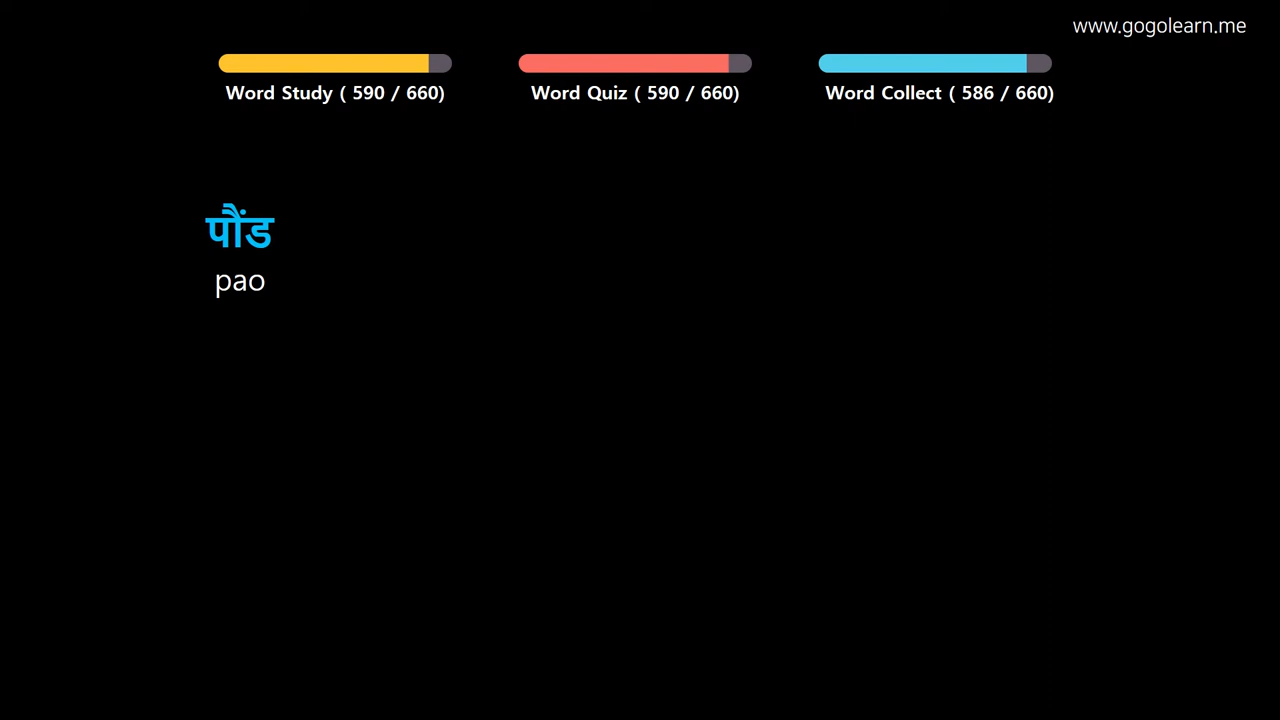 www.gogolearn.me
Word Study ( 590 / 660)
Word Quiz ( 590 / 660)
Word Collect ( 586 / 660)
पौंड
pao